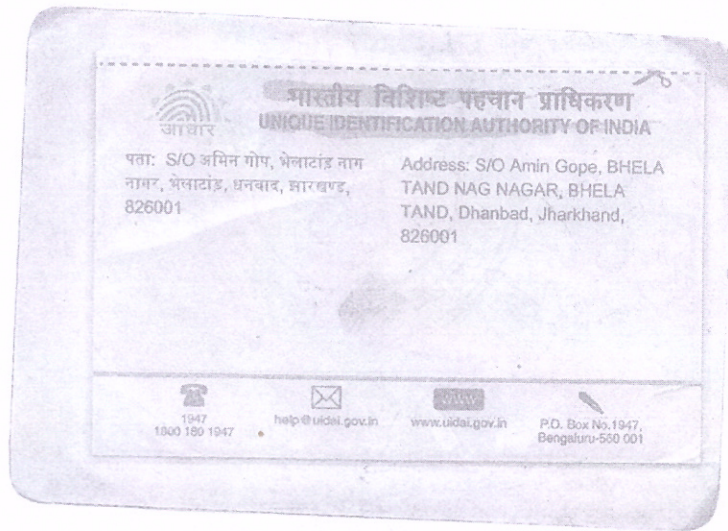 भारतीय विशिष्ट पहचान प्राधिकरण
आधार
UNIQUE IDENTIFICATION AUTHORITY OF INDIA
पता: S/O अमिन गोप, भेलाटांड़ नाग
नागर, भेलाटांड़, धनबाद, झारखण्ड,
826001
Address: S/O Amin Gope, BHELA
TAND NAG NAGAR, BHELA
TAND, Dhanbad, Jharkhand,
826001
1947
1800 180 1947
help@uidai.gov.in
www
www.uidai.gov.in
P.O. Box No.1947,
Bengaluru-560 001